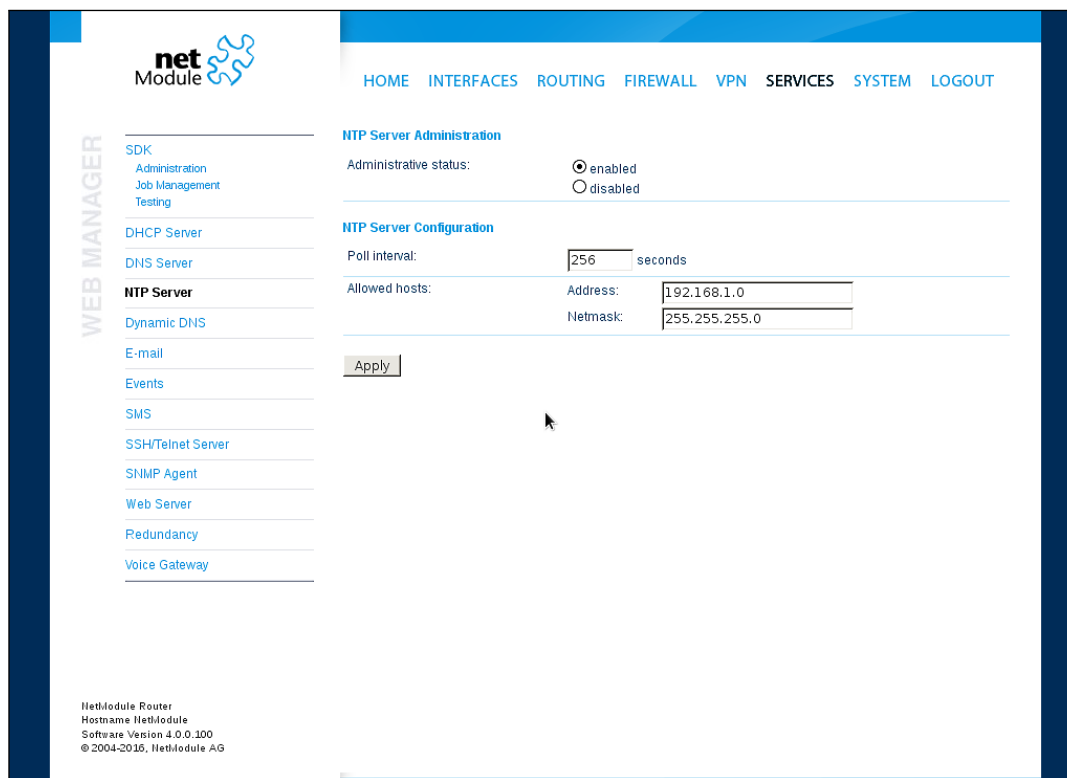 net
Module
HOME INTERFACES ROUTING FIREWALL VPN SERVICES SYSTEM LOGOUT
WEB MANAGER
SDK
Administration
Job Management
Testing
DHCP Server
DNS Server
NTP Server
Dynamic DNS
E-mail
Events
SMS
SSH/Telnet Server
SNMP Agent
Web Server
Redundancy
Voice Gateway
NTP Server Administration
Administrative status:
enabled
disabled
NTP Server Configuration
Poll interval: 256 seconds
Allowed hosts: Address: 192.168.1.0
Netmask: 255.255.255.0
Apply
NetModule Router
Hostname NetModule
Software Version 4.0.0.100
© 2004-2016, NetModule AG